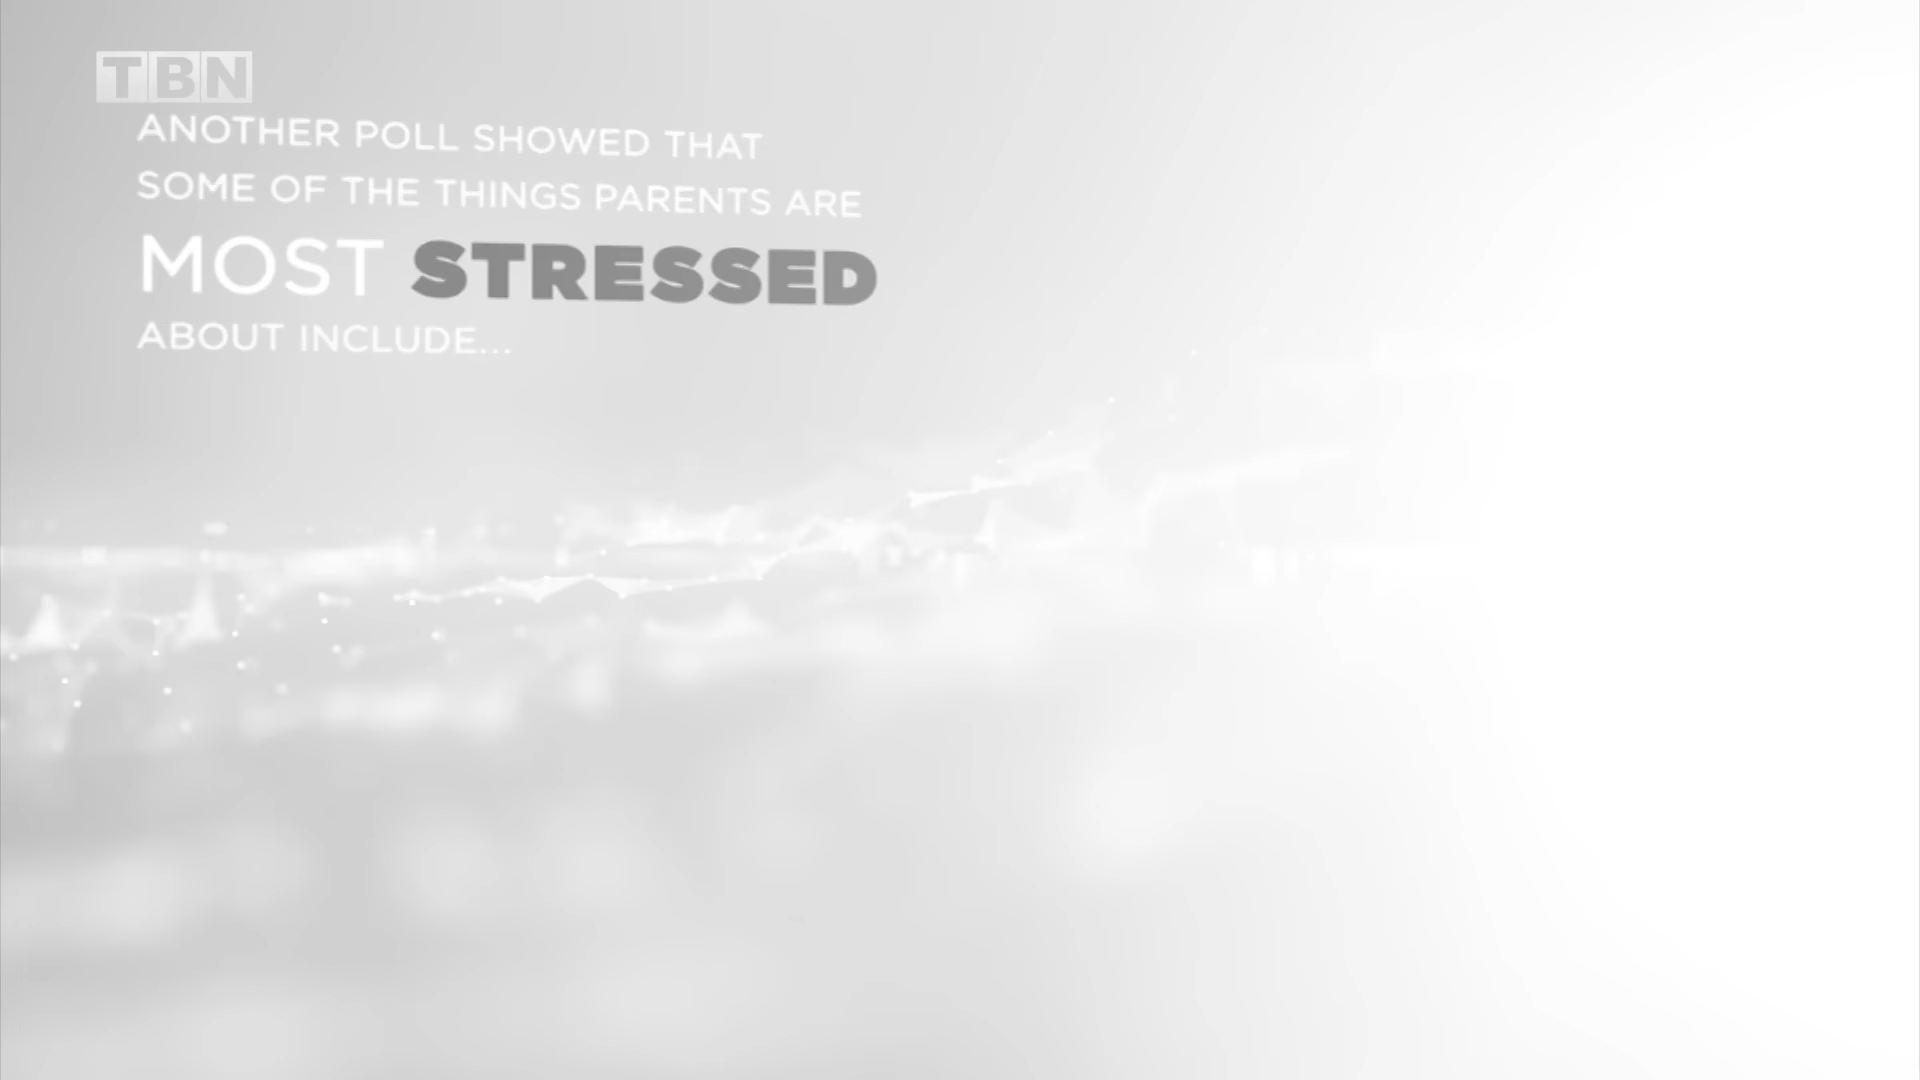 TBN
ANOTHER POLL SHOWED THAT
SOME OF THE THINGS PARENTS ARE
MOST STRESSED
ABOUT INCLUDE...